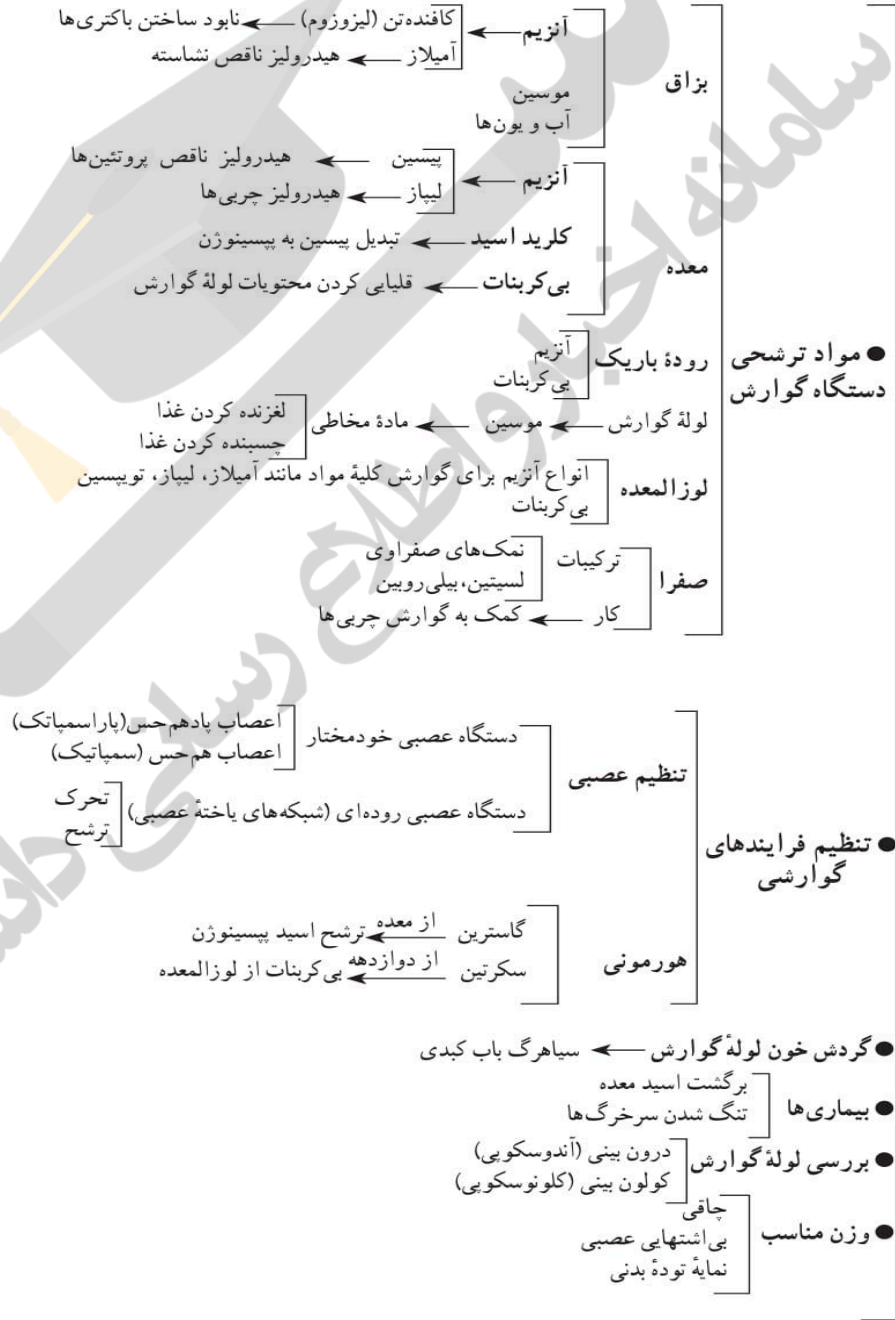 ● مواد ترشحی
دستگاه گوارش
بزاق
آنزیم
کافنده‌تن (لیزوزوم) ← نابود ساختن باکتری‌ها
آمیلاز ← هیدرولیز ناقص نشاسته
موسین
آب و یون‌ها
معده
آنزیم ←
پیسین ← هیدرولیز ناقص پروتئین‌ها
لیپاز ← هیدرولیز چربی‌ها
کلرید اسید ← تبدیل پیسین به پپسینوژن
بی‌کربنات ← قلیایی کردن محتویات لولهٔ گوارش
رودهٔ باریک
آنزیم
بی‌کربنات
لولهٔ گوارش ← موسین ← مادهٔ مخاطی
لغزنده کردن غذا
چسبنده کردن غذا
لوزالمعده
انواع آنزیم برای گوارش کلیهٔ مواد مانند آمیلاز، لیپاز، توپپسین
بی‌کربنات
صفرا
ترکیبات
نمک‌های صفراوی
لسیتین، بیلی‌روبین
کار ← کمک به گوارش چربی‌ها
● تنظیم فرایندهای
گوارشی
تنظیم عصبی
دستگاه عصبی خودمختار
اعصاب پادهم‌حس(پاراسمپاتک)
اعصاب هم‌حس (سمپاتیک)
دستگاه عصبی روده‌ای (شبکه‌های یاختهٔ عصبی)
تحرک
ترشح
هورمونی
گاسترین از معده ← ترشح اسید پپسینوژن
سکرتین از دوازدهه ← بی‌کربنات از لوزالمعده
● گردش خون لولهٔ گوارش ← سیاهرگ باب کبدی
● بیماری‌ها
برگشت اسید معده
تنگ شدن سرخرگ‌ها
● بررسی لولهٔ گوارش
درون بینی (آندوسکوپی)
کولون بینی (کلونوسکوپی)
● وزن مناسب
چاقی
بی‌اشتهایی عصبی
نمایهٔ تودهٔ بدنی
سامانه اخبار و اطلاع رسانی